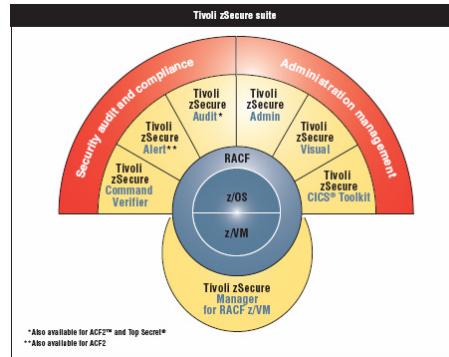 Tivoli zSecure suite
Security audit and compliance
Administration management
Tivoli
zSecure
Command
Verifier
Tivoli
zSecure
Alert**
Tivoli
zSecure
Audit*
Tivoli
zSecure
Admin
Tivoli
zSecure
Visual
Tivoli
zSecure
CICS® Toolkit
RACF
z/OS
z/VM
Tivoli zSecure
Manager
for RACF z/VM
*Also available for ACF2™ and Top Secret®
**Also available for ACF2